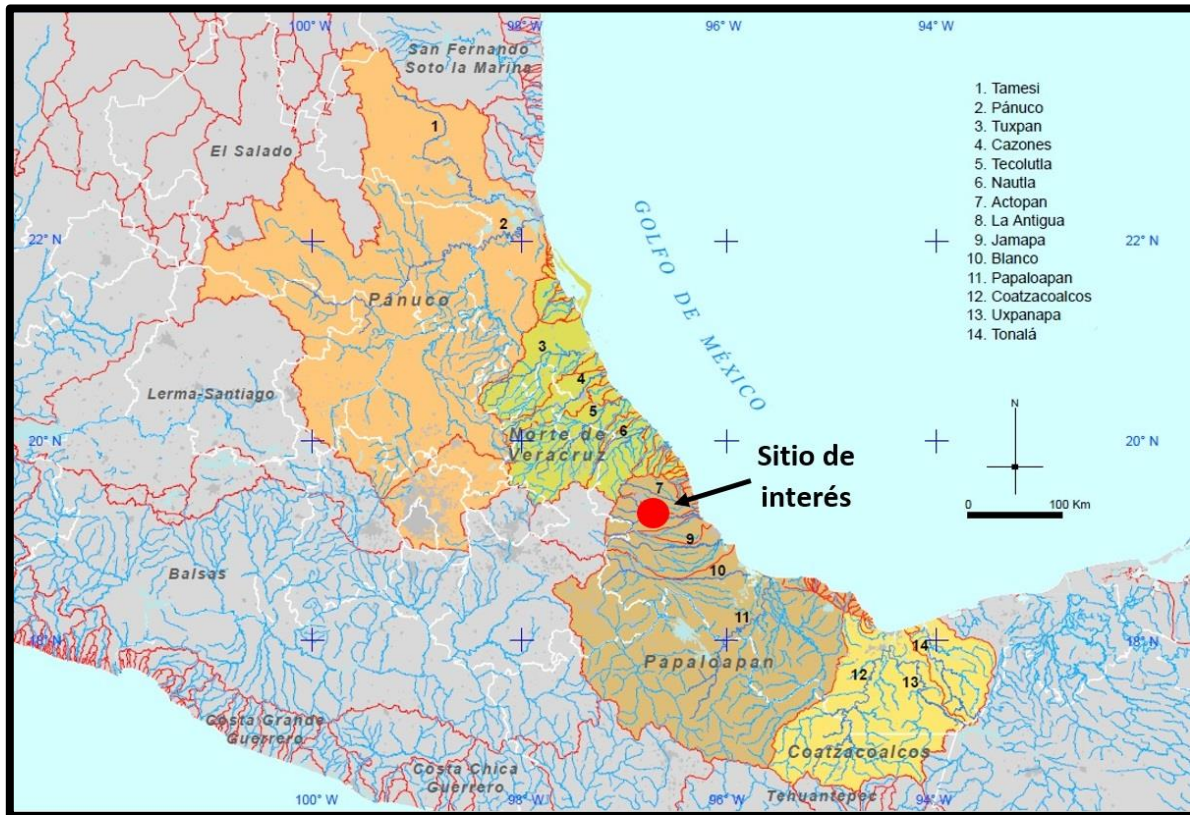 100° W
98° W
96° W
94° W
San Fernando
Soto la Marina
1
El Salado
1. Tamesi
2. Pánuco
3. Tuxpan
4. Cazones
5. Tecolutla
6. Nautla
7. Actopan
8. La Antigua
9. Jamapa
10. Blanco
11. Papaloapan
12. Coatzacoalcos
13. Uxpanapa
14. Tonalá
22° N
2
22° N
GOLFO DE MÉXICO
Pánuco
3
Lerma-Santiago
4
5
N
20° N
Norte de
Veracruz
6
20° N
Sitio de
interés
7
0
100 Km
9
Balsas
10
11
18° N
18° N
Papaloapan
14
12
13
Costa Grande
Guerrero
Coatzacoalcos
Costa Chica
Guerrero
Tehuantepec
100° W
98° W
96° W
94° W